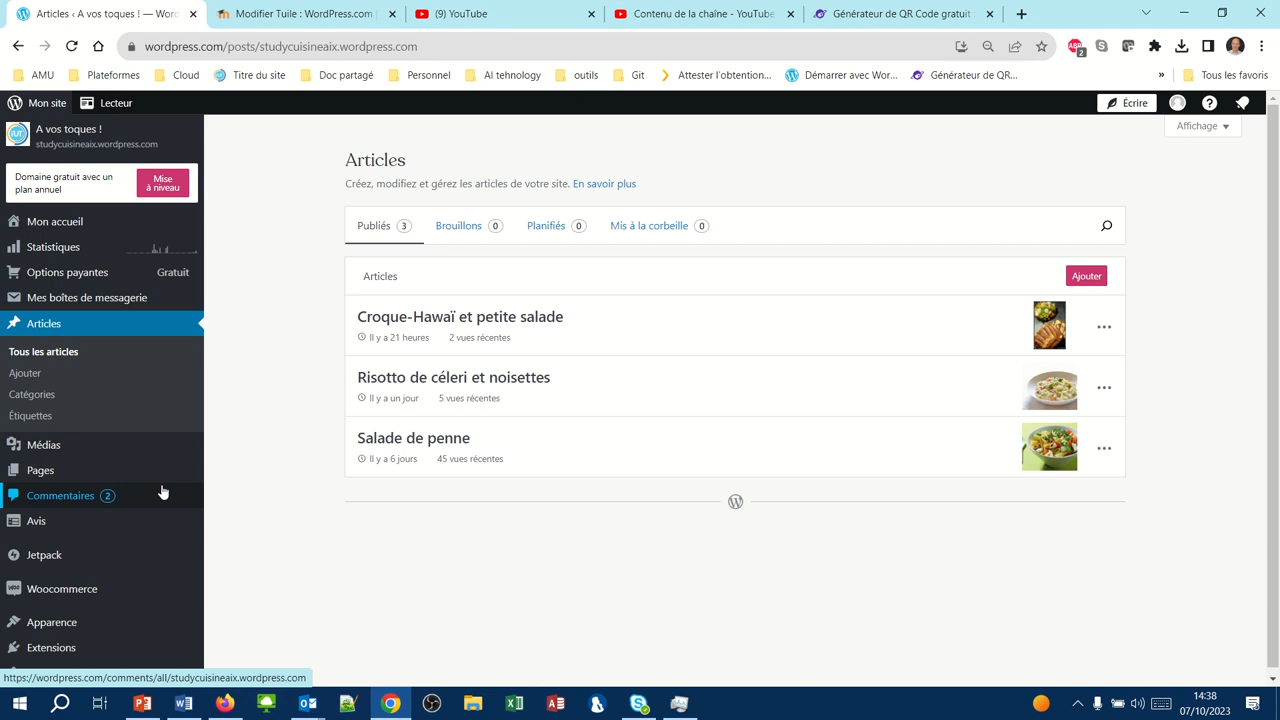 Articles ‹ A vos toques ! — Word
Modifier Tuile : WordPress.com
(9) YouTube
Contenu de la chaîne - YouTube
Générateur de QR Code gratuit
wordpress.com/posts/studycuisineaix.wordpress.com
2
AMU
Plateformes
Cloud
Titre du site
Doc partagé
Personnel
AI tehnology
outils
Git
Attester l'obtention...
Démarrer avec Wor...
Générateur de QR...
»
Tous les favoris
Mon site
Lecteur
Écrire
A vos toques !
studycuisineaix.wordpress.com
Affichage
Domaine gratuit avec un
plan annuel
Mise
à niveau
Mon accueil
Statistiques
Options payantes
Gratuit
Mes boîtes de messagerie
Articles
Tous les articles
Ajouter
Catégories
Étiquettes
Médias
Pages
Commentaires 2
Avis
Jetpack
Woocommerce
Apparence
Extensions
Articles
Créez, modifiez et gérez les articles de votre site. En savoir plus
Publiés 3
Brouillons 0
Planifiés 0
Mis à la corbeille 0
Articles
Ajouter
Croque-Hawaï et petite salade
Il y a 21 heures
2 vues récentes
Risotto de céleri et noisettes
Il y a un jour
5 vues récentes
Salade de penne
Il y a 6 jours
45 vues récentes
https://wordpress.com/comments/all/studycuisineaix.wordpress.com
14:38
07/10/2023